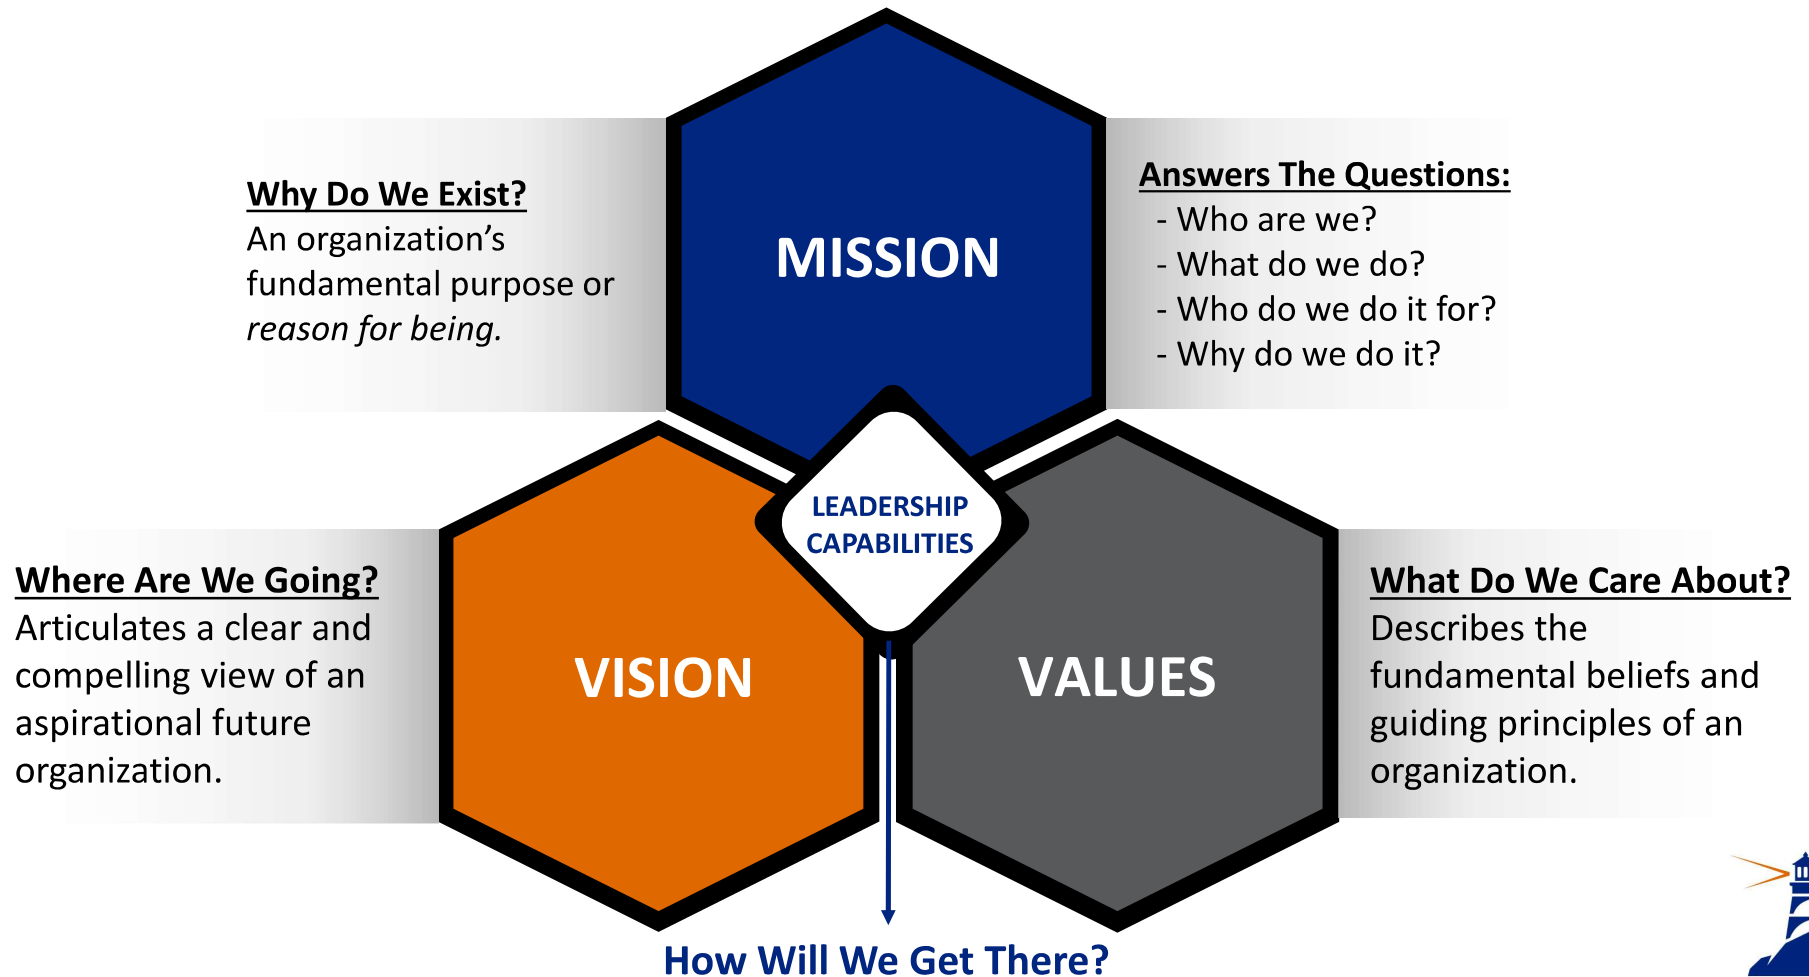 MISSION
Why Do We Exist?
An organization’s
fundamental purpose or
reason for being.
Answers The Questions:
- Who are we?
- What do we do?
- Who do we do it for?
- Why do we do it?
LEADERSHIP
CAPABILITIES
VISION
Where Are We Going?
Articulates a clear and
compelling view of an
aspirational future
organization.
VALUES
What Do We Care About?
Describes the
fundamental beliefs and
guiding principles of an
organization.
How Will We Get There?